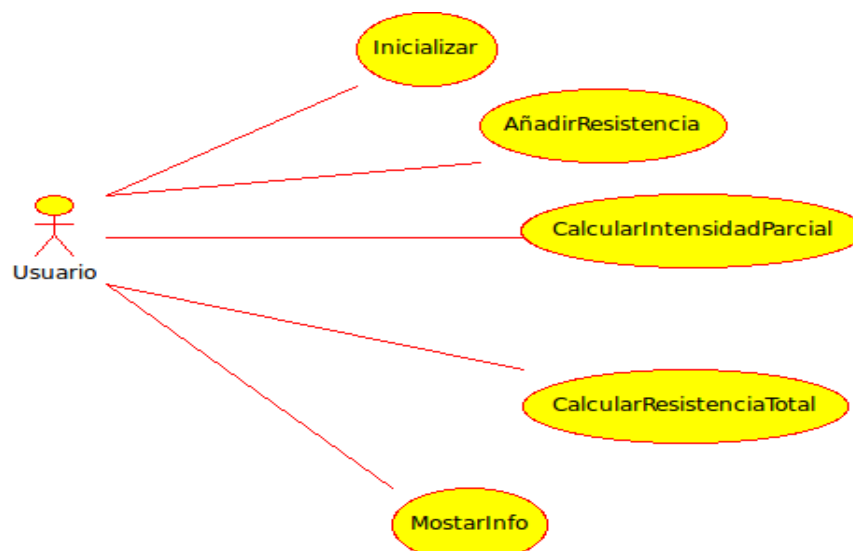 Inicializar
AñadirResistencia
CalcularIntensidadParcial
Usuario
CalcularResistenciaTotal
MostarInfo